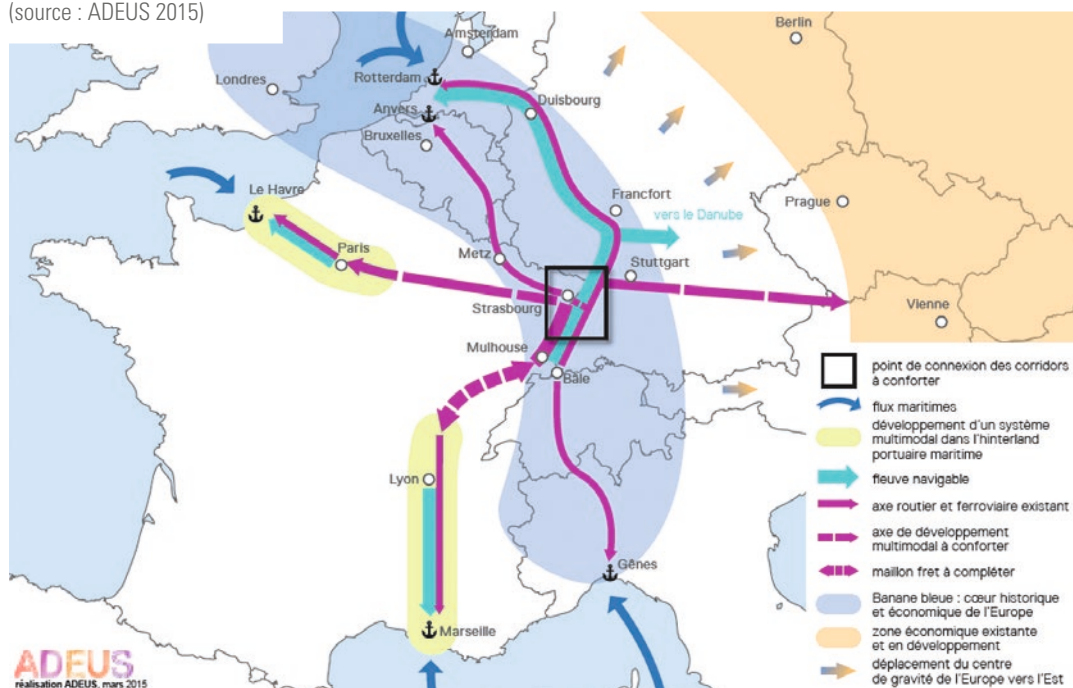 (source : ADEUS 2015)
Berlin
Amsterdam
Londres
Rotterdam
Anvers
Duisbourg
Bruxelles
Le Havre
Francfort
Prague
vers le Danube
Paris
Metz
Stuttgart
Strasbourg
Vienne
Mulhouse
Bâle
Lyon
Gênes
Marseille
point de connexion des corridors
à conforter
flux maritimes
développement d'un système
multimodal dans l'hinterland
portuaire maritime
fleuve navigable
axe routier et ferroviaire existant
axe de développement
multimodal à conforter
maillon fret à compléter
Banane bleue : cœur historique
et économique de l'Europe
zone économique existante
et en développement
déplacement du centre
de gravité de l'Europe vers l'Est
ADEUS
réalisation ADEUS, mars 2015